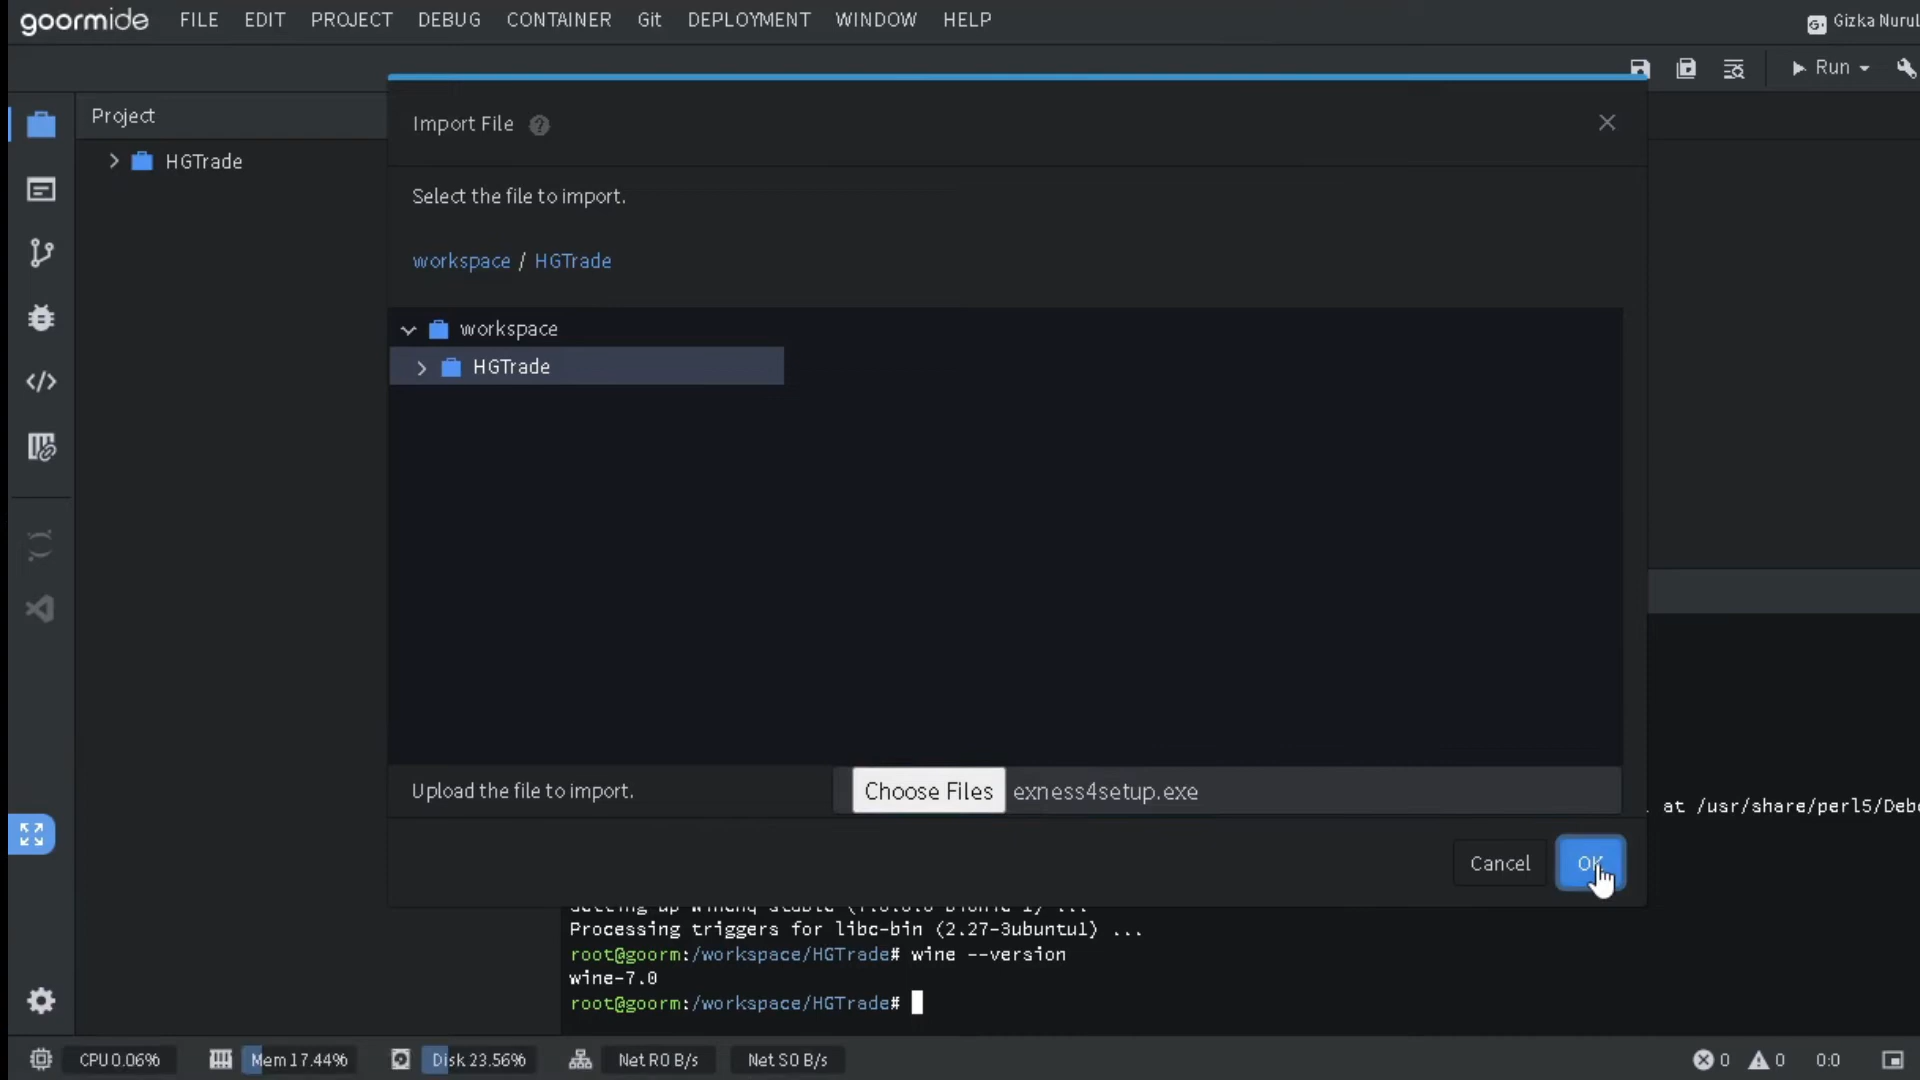 goormide FILE EDIT PROJECT DEBUG CONTAINER Git DEPLOYMENT WINDOW HELP Gizka Nurul
Run
Project
HGTrade
Import File
Select the file to import.
workspace / HGTrade
workspace
HGTrade
Upload the file to import. Choose Files exness4setup.exe
Cancel OK
at /usr/share/perl5/Deb
Processing triggers for libc-bin (2.27-3ubuntu1) ...
root@goorm:/workspace/HGTrade# wine --version
wine-7.0
root@goorm:/workspace/HGTrade#
CPU 0.06% Mem 17.44% Disk 23.56% Net R0 B/s Net S0 B/s 0 0 0:0